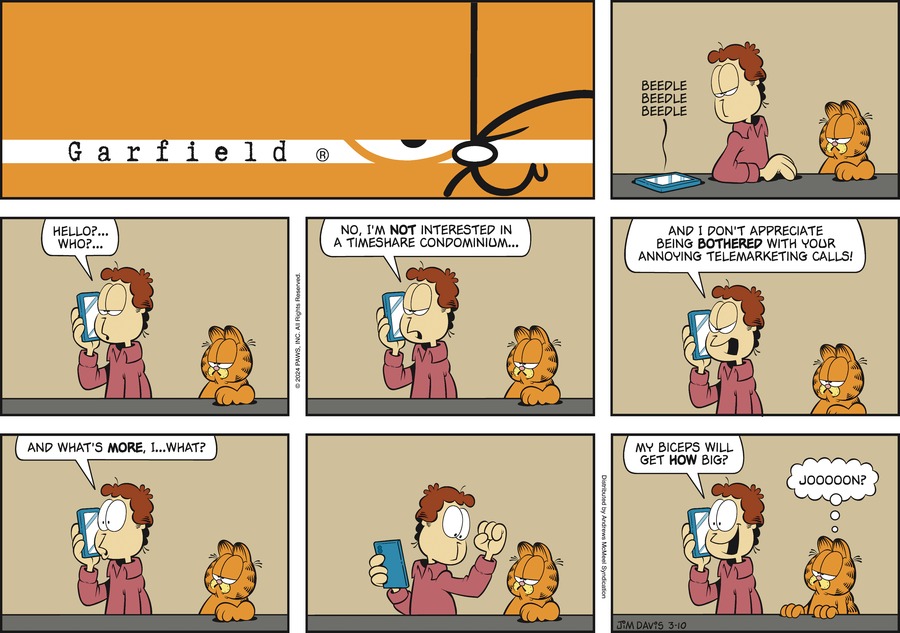 Garfield ®
BEEDLE
BEEDLE
BEEDLE
HELLO?...
WHO?...
© 2024 PAWS, INC. All Rights Reserved.
NO, I'M NOT INTERESTED IN
A TIMESHARE CONDOMINIUM...
AND I DON'T APPRECIATE
BEING BOTHERED WITH YOUR
ANNOYING TELEMARKETING CALLS!
AND WHAT'S MORE, I...WHAT?
Distributed by Andrews McMeel Syndication
MY BICEPS WILL
GET HOW BIG?
JOOOOON?
JIM DAVIS 3-10